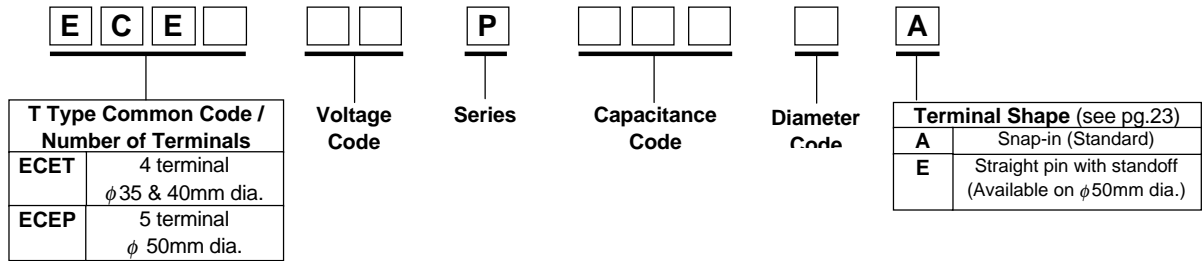 E C E P A
T Type Common Code /
Number of Terminals
ECET 4 terminal
ϕ35 & 40mm dia.
ECEP 5 terminal
ϕ 50mm dia.
Voltage
Code
Series
Capacitance
Code
Diameter
Code
Terminal Shape (see pg.23)
A Snap-in (Standard)
E Straight pin with standoff
(Available on ϕ50mm dia.)